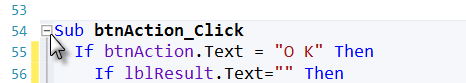 53
54 Sub btnAction_Click
55 If btnAction.Text = "O K" Then
56 If lblResult.Text="" Then